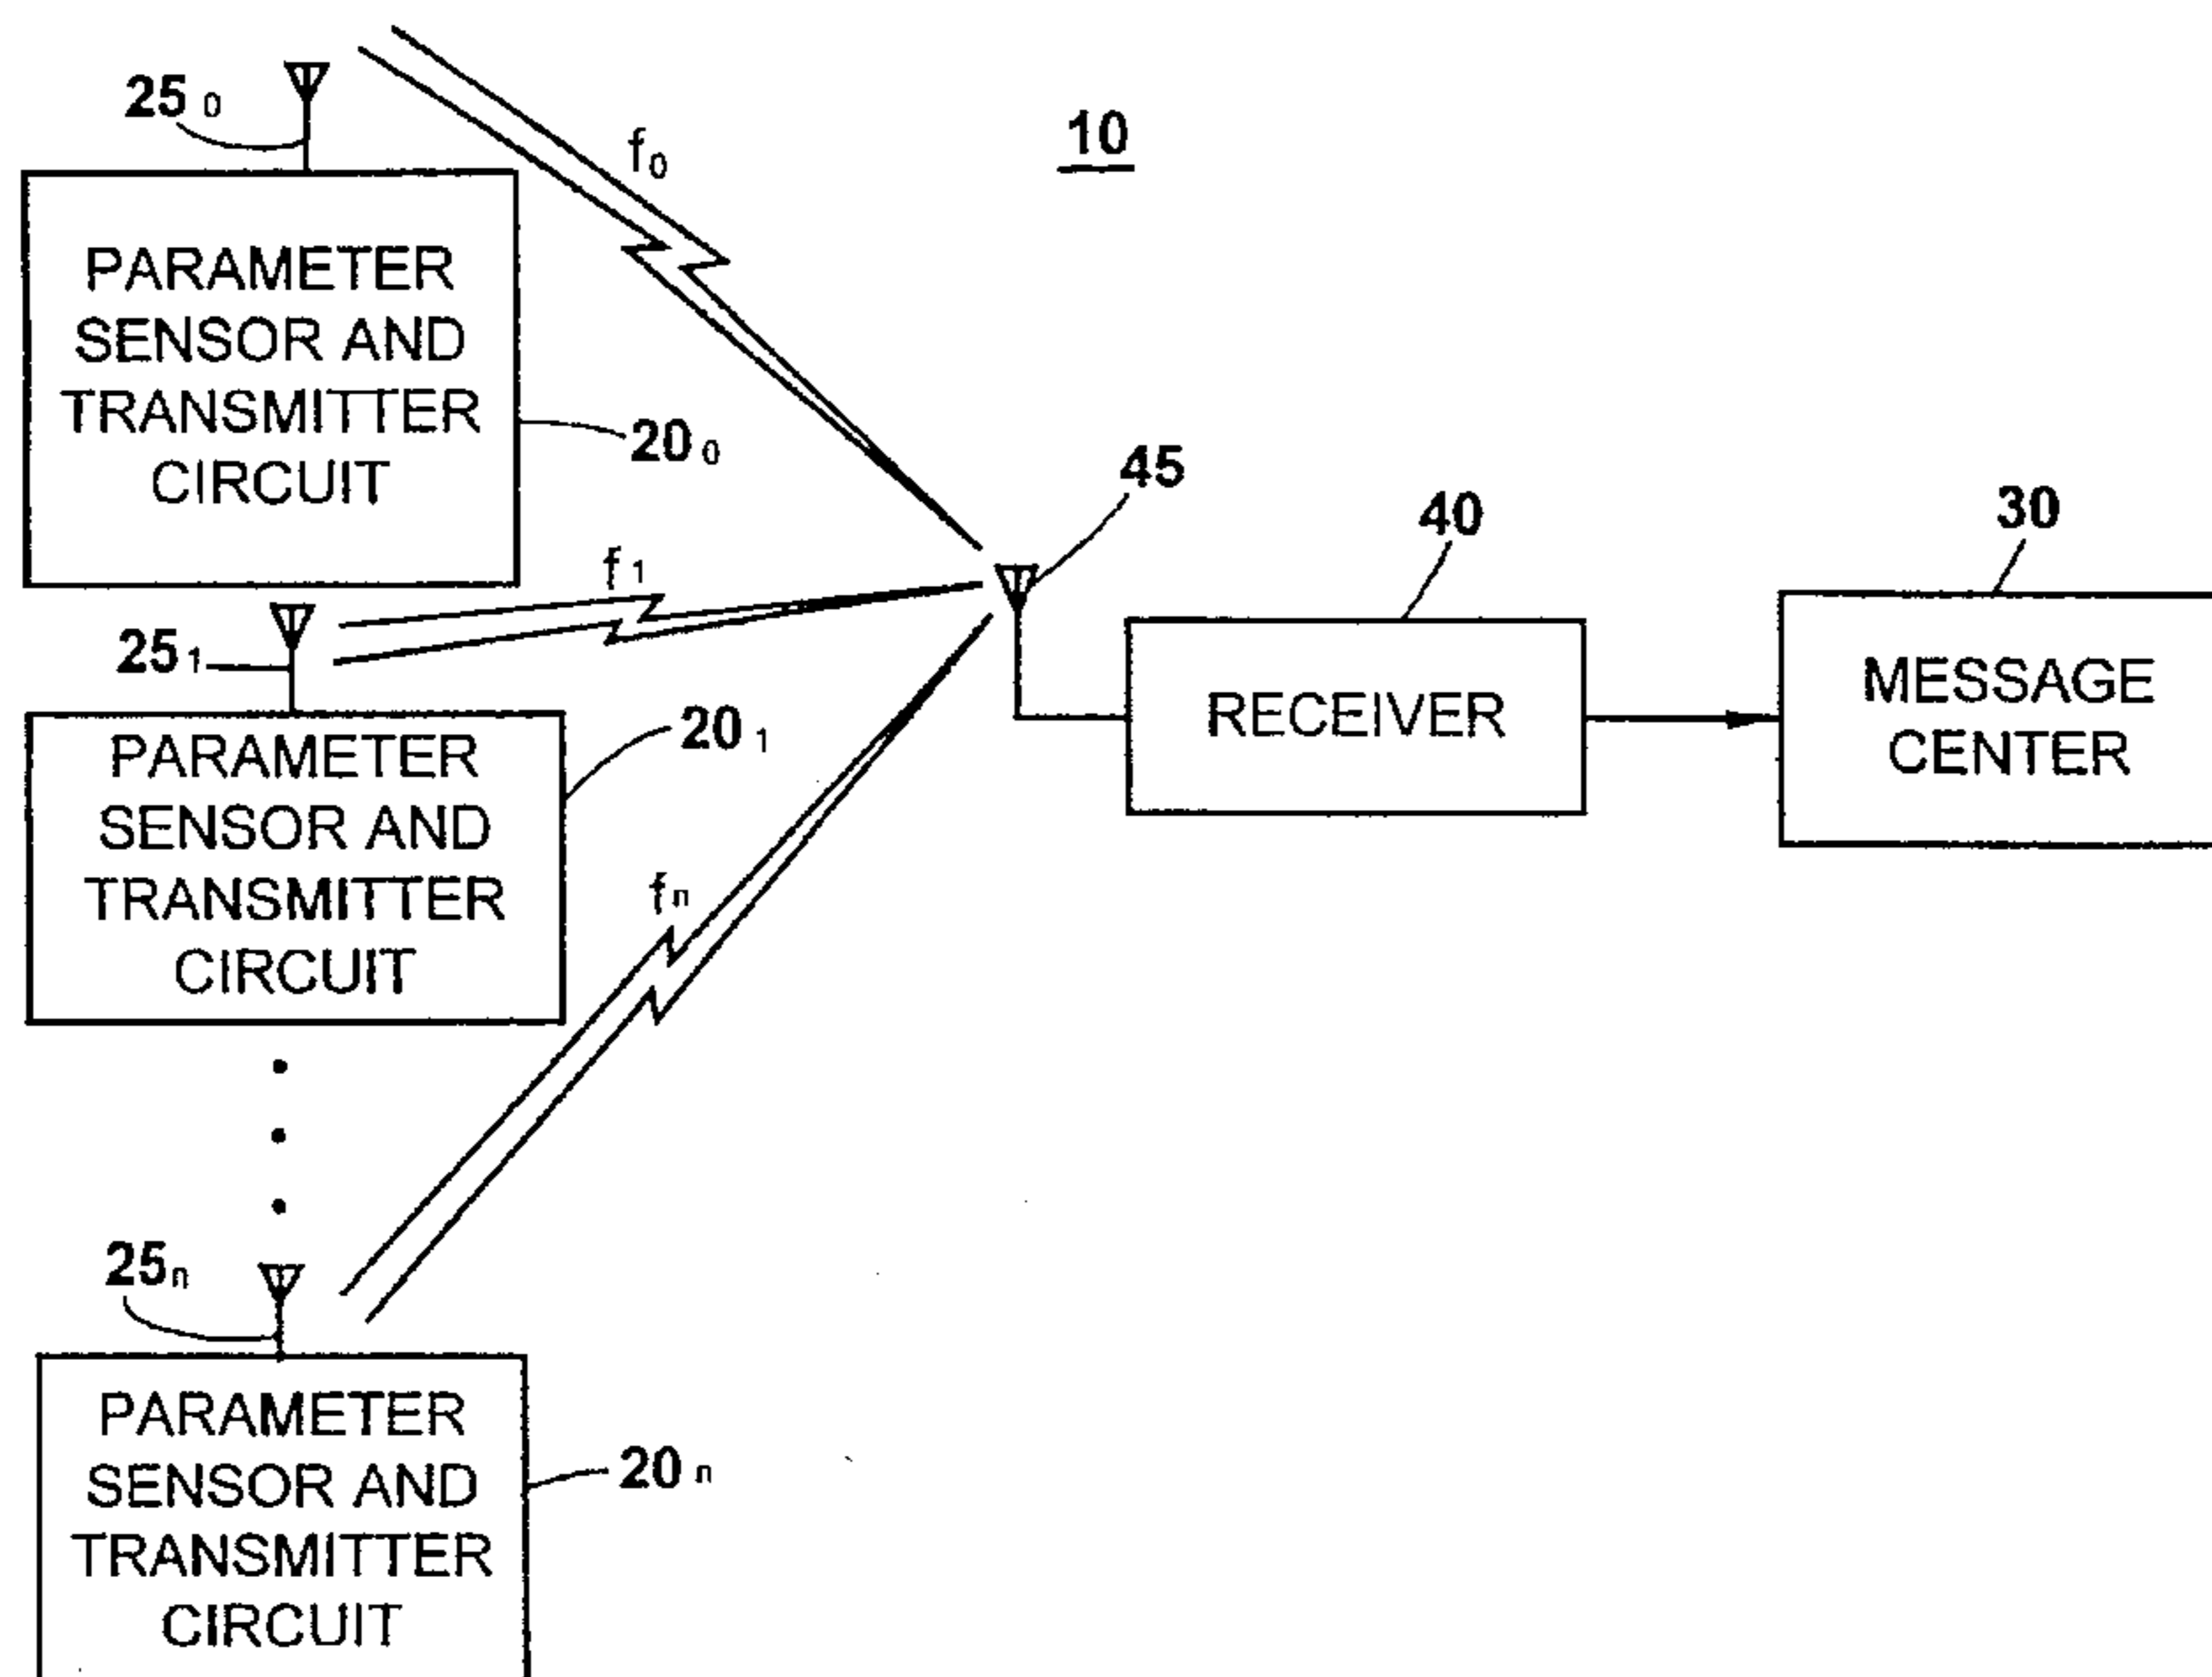 25₀
f₀
10
PARAMETER
SENSOR AND
TRANSMITTER
CIRCUIT
20₀
45
40
30
f₁
25₁
RECEIVER
MESSAGE
CENTER
20₁
PARAMETER
SENSOR AND
TRANSMITTER
CIRCUIT
fₙ
25ₙ
PARAMETER
SENSOR AND
TRANSMITTER
CIRCUIT
20ₙ